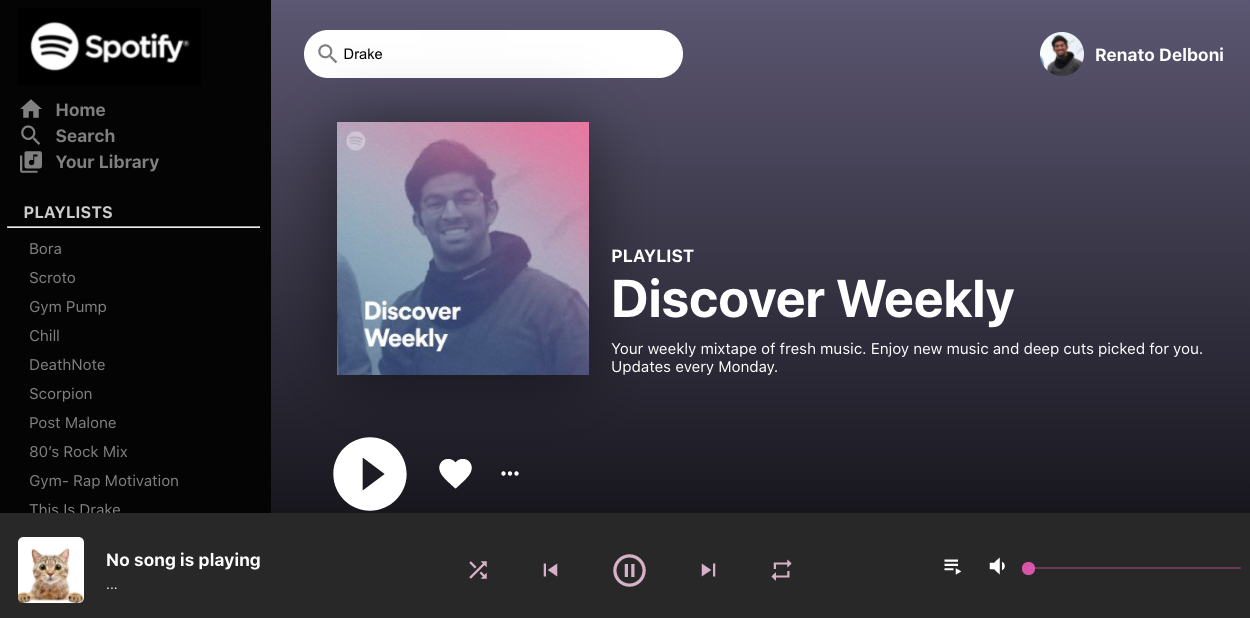 Spotify®
Home
Search
Your Library
PLAYLISTS
Bora
Scroto
Gym Pump
Chill
DeathNote
Scorpion
Post Malone
80's Rock Mix
Gym- Rap Motivation
This Is Drake
Drake
Renato Delboni
Discover
Weekly
PLAYLIST
Discover Weekly
Your weekly mixtape of fresh music. Enjoy new music and deep cuts picked for you.
Updates every Monday.
No song is playing
...